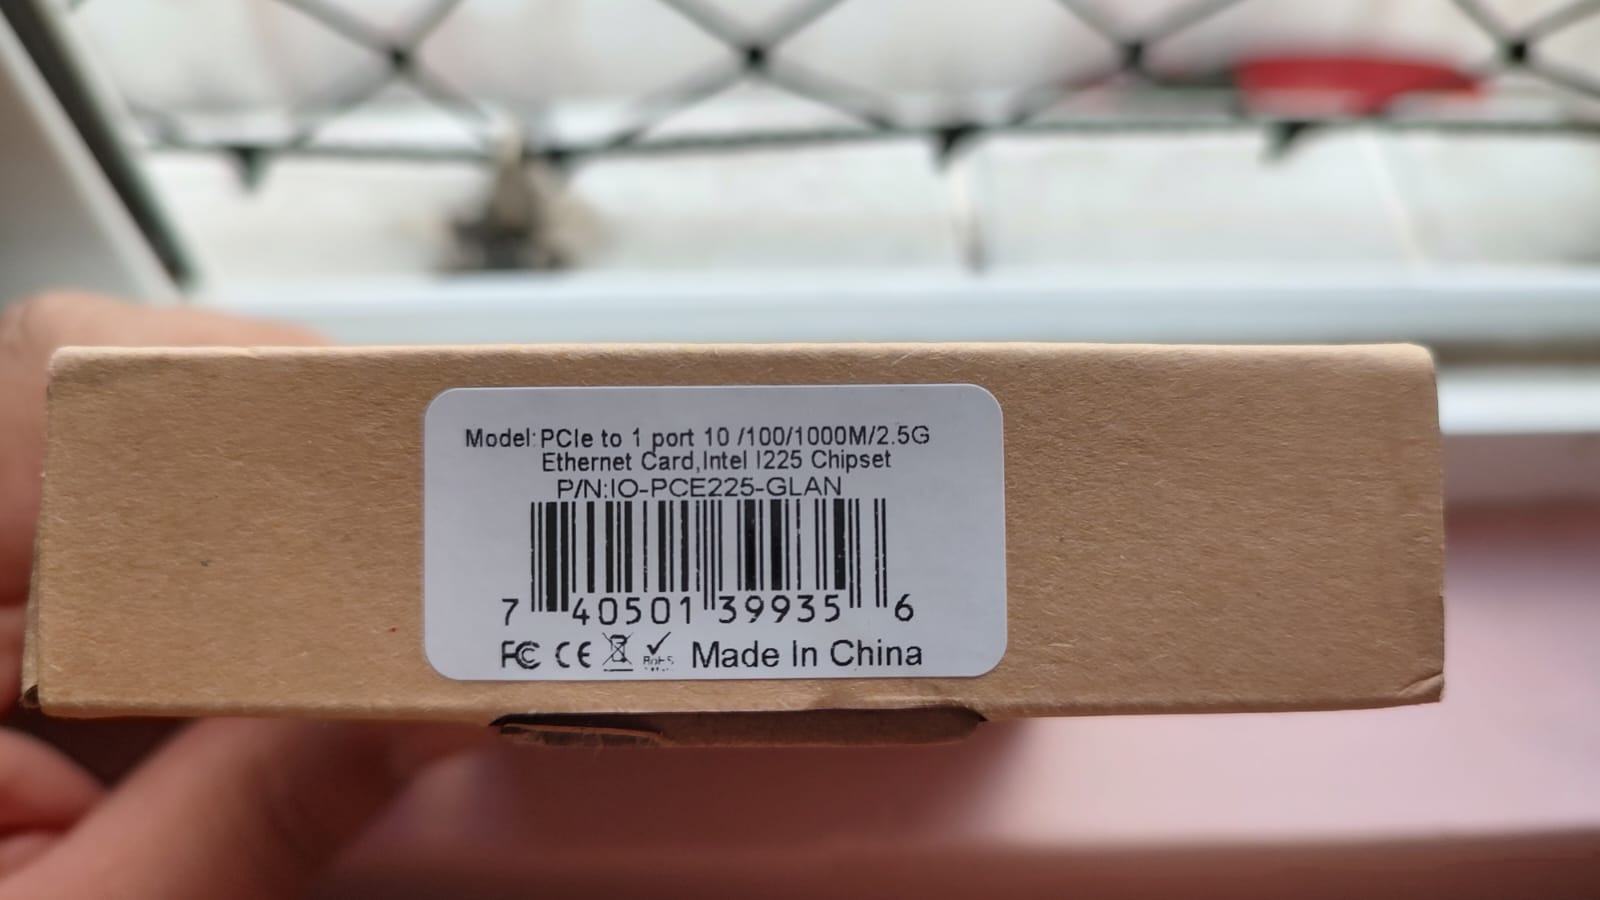 Model:PCIe to 1 port 10 /100/1000M/2.5G
Ethernet Card,Intel I225 Chipset
P/N:IO-PCE225-GLAN
7 40501 39935 6
FC CE RoHS Made In China